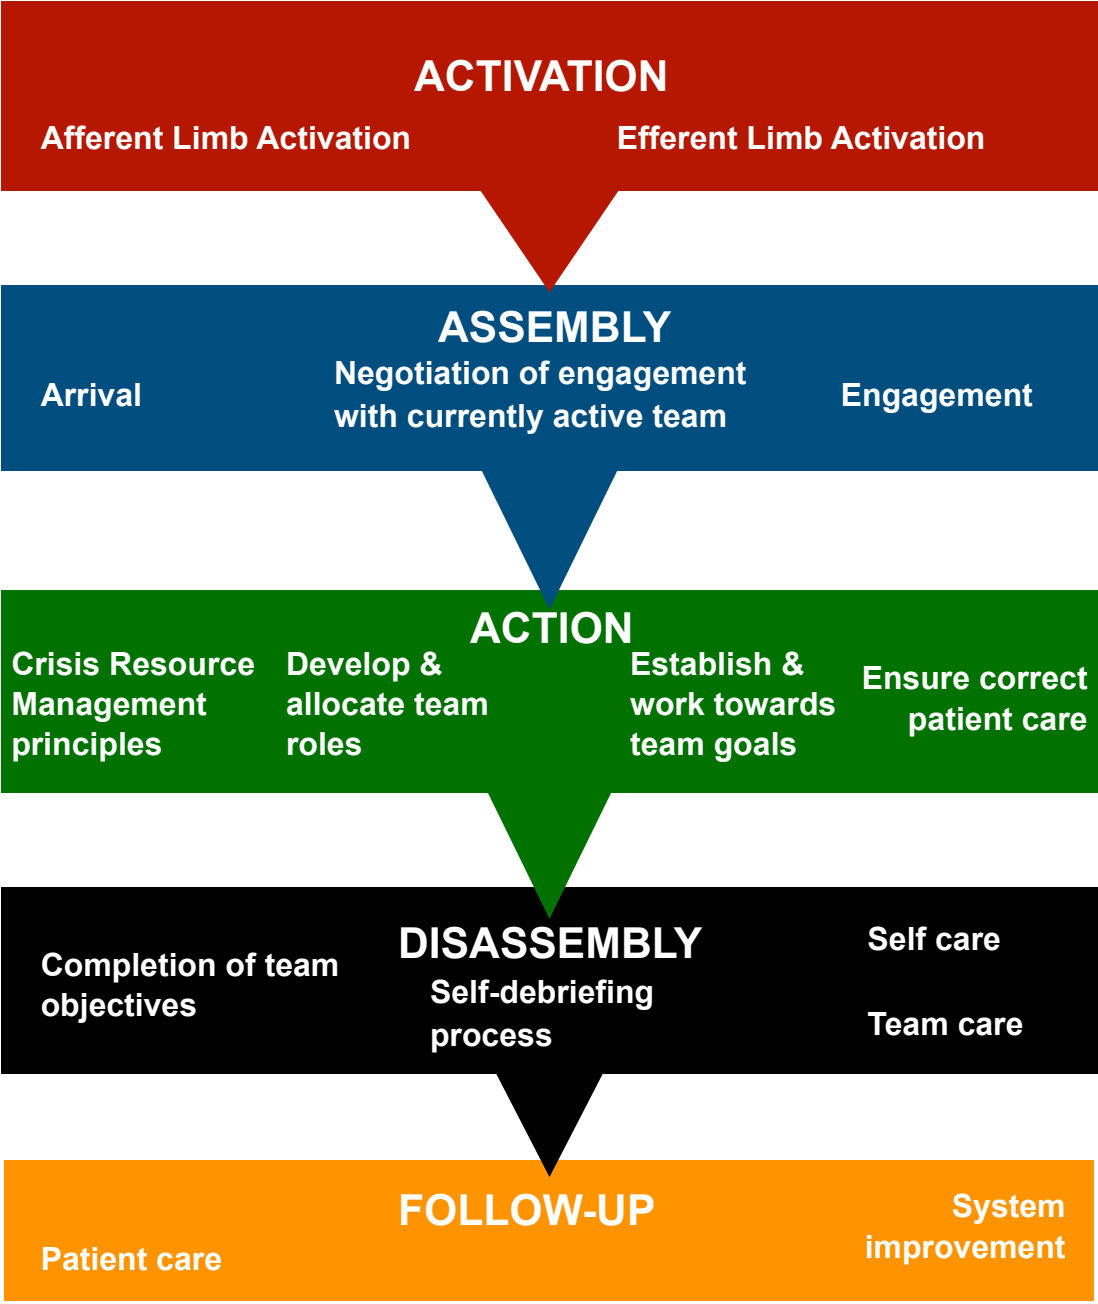 ACTIVATION
Afferent Limb Activation
Efferent Limb Activation
ASSEMBLY
Arrival
Negotiation of engagement
with currently active team
Engagement
ACTION
Crisis Resource
Management
principles
Develop &
allocate team
roles
Establish &
work towards
team goals
Ensure correct
patient care
DISASSEMBLY
Completion of team
objectives
Self-debriefing
process
Self care
Team care
FOLLOW-UP
Patient care
System
improvement